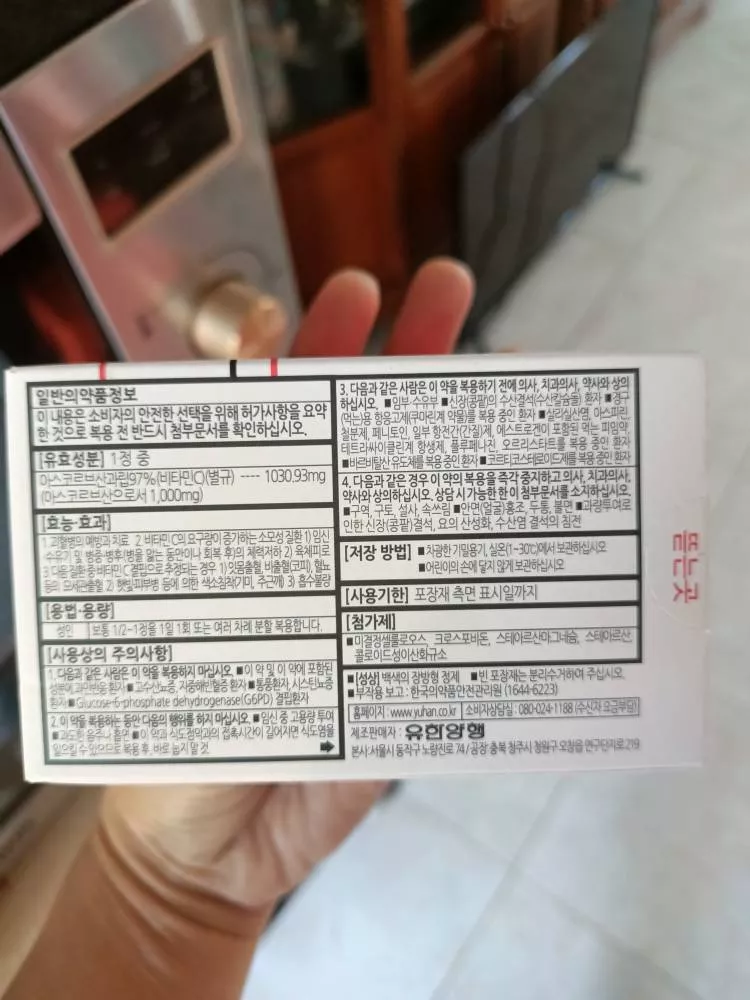 일반의약품정보
이 내용은 소비자의 안전한 선택을 위해 허가사항을 요약
한 것으로 복용 전 반드시 첨부문서를 확인하십시오.
[유효성분] 1정 중
아스코르브산과립97%(비타민C)(별규) ---- 1030.93mg
(아스코르브산으로서 1,000mg)
[효능·효과]
1. 괴혈병의 예방과 치료 2. 비타민 C의 요구량이 증가하는 소모성 질환 1) 임신
수유기 및 병중·병후(병을 앓는 동안이나 회복 후)의 체력저하 2) 육체피로
3. 다음 질환 중 비타민 C 결핍으로 추정되는 경우 1) 잇몸출혈, 비출혈(코피), 혈뇨
등의 모세관출혈 2) 햇빛·피부병 등에 의한 색소침착(기미, 주근깨) 3) 흡수불량
[용법·용량]
성인 보통 1/2~1정을 1일 1회 또는 여러 차례 분할 복용합니다.
[사용상의 주의사항]
1. 다음과 같은 사람은 이 약을 복용하지 마십시오. ■이 약 및 이 약에 포함된
성분에 과민반응 환자 ■고수산뇨증, 지중해빈혈증 환자 ■통풍환자, 시스틴뇨증
환자 ■Glucose-6-phosphate dehydrogenase(G6PD) 결핍환자
2. 이 약을 복용하는 동안 다음의 행위를 하지 마십시오. ■임신 중 고용량 투여
■과도한 음주나 흡연 ■이 약과 식도점막과의 접촉시간이 길어지면 식도염을
일으킬 수 있으므로 복용 후, 바로 눕지 말 것
3. 다음과 같은 사람은 이 약을 복용하기 전에 의사, 치과의사, 약사와 상의
하십시오. ■임부·수유부 ■신장(콩팥)의 수산결석(수산칼슘돌) 환자 ■경구
(먹는)용 항응고제(쿠마린계 약물)를 복용 중인 환자 ■살리실산염, 아스피린,
철분제, 페니토인, 일부 항전간(간질)제, 에스트로겐이 포함된 먹는 피임약,
테트라싸이클린계 항생제, 플루페나진, 오르리스타트를 복용 중인 환자
■바르비탈산 유도체를 복용 중인 환자 ■코르티코스테로이드제를 복용 중인 환자
4. 다음과 같은 경우 이 약의 복용을 즉각 중지하고 의사, 치과의사,
약사와 상의하십시오. 상담 시 가능한 한 이 첨부문서를 소지하십시오.
■구역, 구토, 설사, 속쓰림 ■안면(얼굴)홍조, 두통, 불면 ■과량투여로
인한 신장(콩팥)결석, 요의 산성화, 수산염 결석의 침전
[저장 방법] ■차광한 기밀용기, 실온(1~30℃)에서 보관하십시오
■어린이의 손에 닿지 않게 보관하십시오
[사용기한] 포장재 측면 표시일까지
[첨가제]
■미결정셀룰로오스, 크로스포비돈, 스테아르산마그네슘, 스테아르산,
콜로이드성이산화규소
■[성상] 백색의 장방형 정제 ■빈 포장재는 분리수거하여 주십시오.
■부작용 보고 : 한국의약품안전관리원 (1644-6223)
홈페이지 : www.yuhan.co.kr 소비자상담실 : 080-024-1188 (수신자 요금부담)
제조판매자 : 유한양행
본사:서울시 동작구 노량진로 74 / 공장:충북 청주시 청원구 오창읍 연구단지로 219
뜯는곳